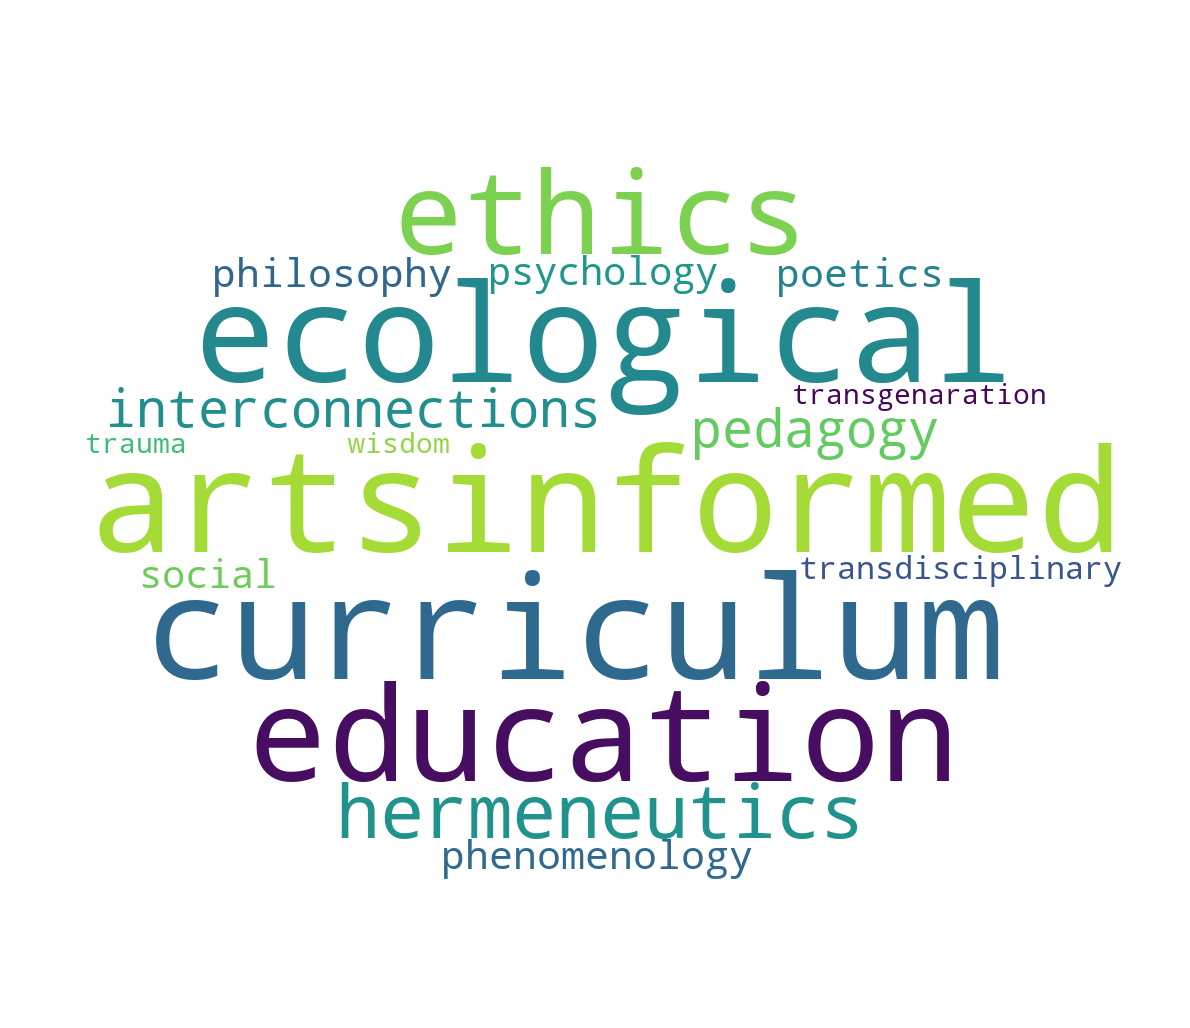 ethics
philosophy psychology poetics
ecological
interconnections transgenaration
trauma wisdom pedagogy
artsinformed
social transdisciplinary
curriculum
education
hermeneutics
phenomenology